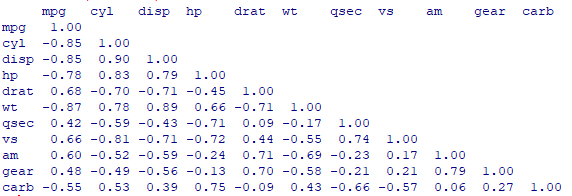 mpg cyl disp hp drat wt qsec vs am gear carb
mpg 1.00
cyl -0.85 1.00
disp -0.85 0.90 1.00
hp -0.78 0.83 0.79 1.00
drat 0.68 -0.70 -0.71 -0.45 1.00
wt -0.87 0.78 0.89 0.66 -0.71 1.00
qsec 0.42 -0.59 -0.43 -0.71 0.09 -0.17 1.00
vs 0.66 -0.81 -0.71 -0.72 0.44 -0.55 0.74 1.00
am 0.60 -0.52 -0.59 -0.24 0.71 -0.69 -0.23 0.17 1.00
gear 0.48 -0.49 -0.56 -0.13 0.70 -0.58 -0.21 0.21 0.79 1.00
carb -0.55 0.53 0.39 0.75 -0.09 0.43 -0.66 -0.57 0.06 0.27 1.00